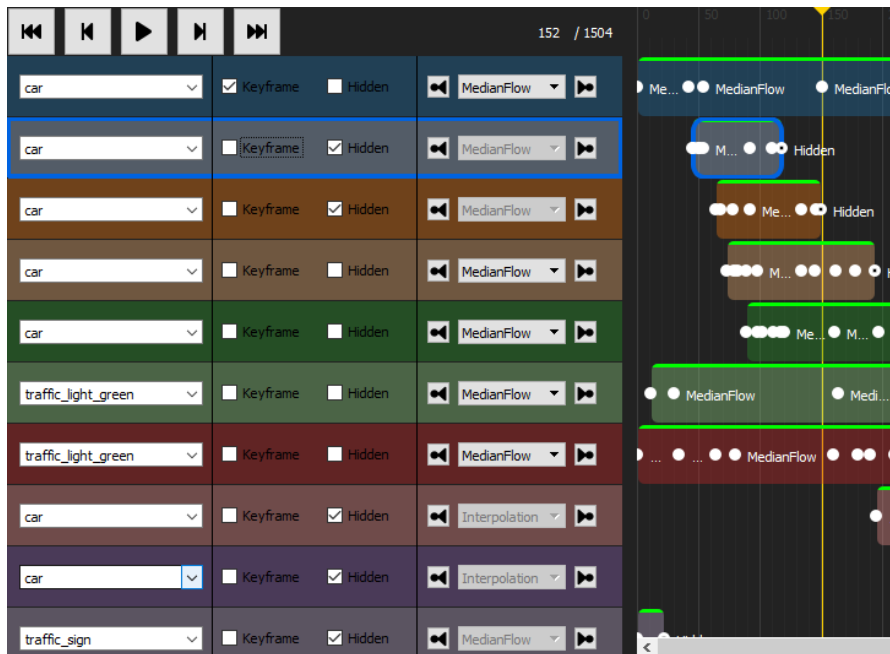 152 / 1504 0 50 100 150
car Keyframe Hidden MedianFlow Me... MedianFlow MedianFlo
car Keyframe Hidden MedianFlow M... Hidden
car Keyframe Hidden MedianFlow Me... Hidden
car Keyframe Hidden MedianFlow M...
car Keyframe Hidden MedianFlow Me... M...
traffic_light_green Keyframe Hidden MedianFlow MedianFlow Medi...
traffic_light_green Keyframe Hidden MedianFlow ... ... MedianFlow
car Keyframe Hidden Interpolation
car Keyframe Hidden Interpolation
traffic_sign Keyframe Hidden MedianFlow